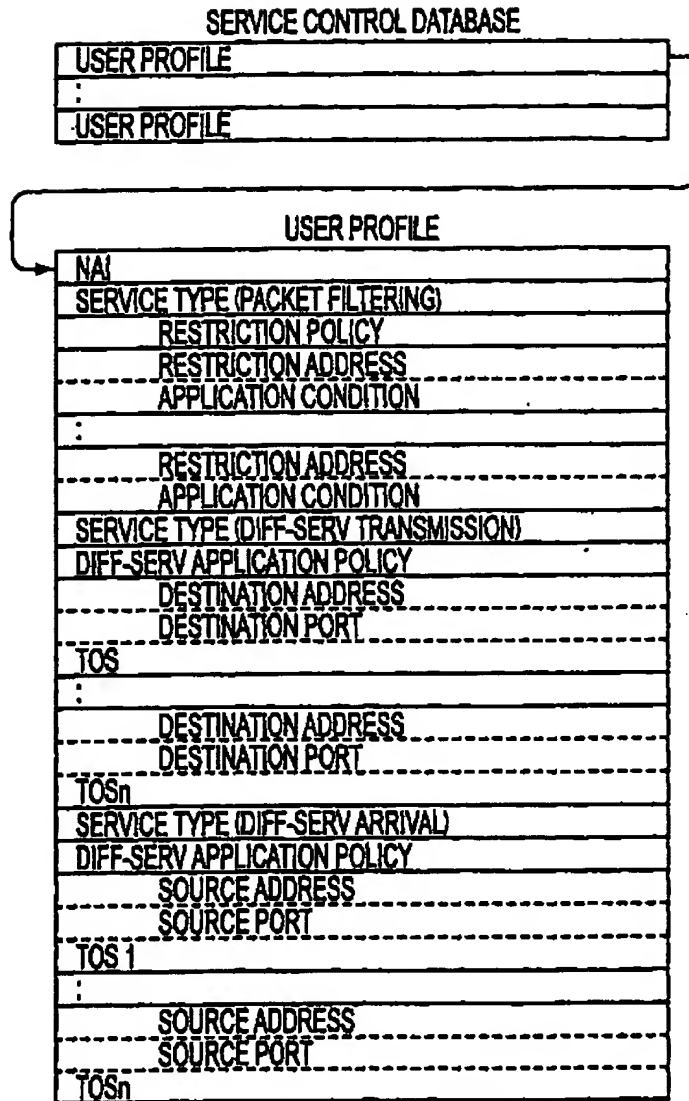 SERVICE CONTROL DATABASE
USER PROFILE
:
USER PROFILE
USER PROFILE
NAI
SERVICE TYPE (PACKET FILTERING)
RESTRICTION POLICY
RESTRICTION ADDRESS
APPLICATION CONDITION
:
RESTRICTION ADDRESS
APPLICATION CONDITION
SERVICE TYPE (DIFF-SERV TRANSMISSION)
DIFF-SERV APPLICATION POLICY
DESTINATION ADDRESS
DESTINATION PORT
TOS
:
DESTINATION ADDRESS
DESTINATION PORT
TOSn
SERVICE TYPE (DIFF-SERV ARRIVAL)
DIFF-SERV APPLICATION POLICY
SOURCE ADDRESS
SOURCE PORT
TOS 1
:
SOURCE ADDRESS
SOURCE PORT
TOSn